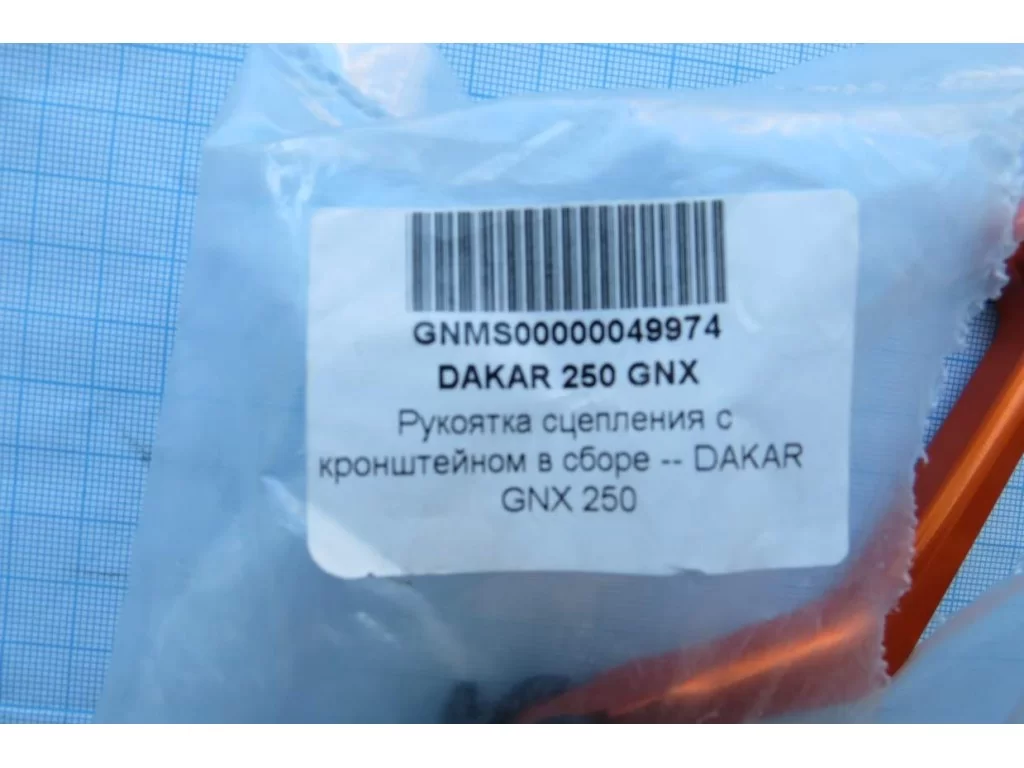 GNMS00000049974
DAKAR 250 GNX
Рукоятка сцепления с
кронштейном в сборе -- DAKAR
GNX 250